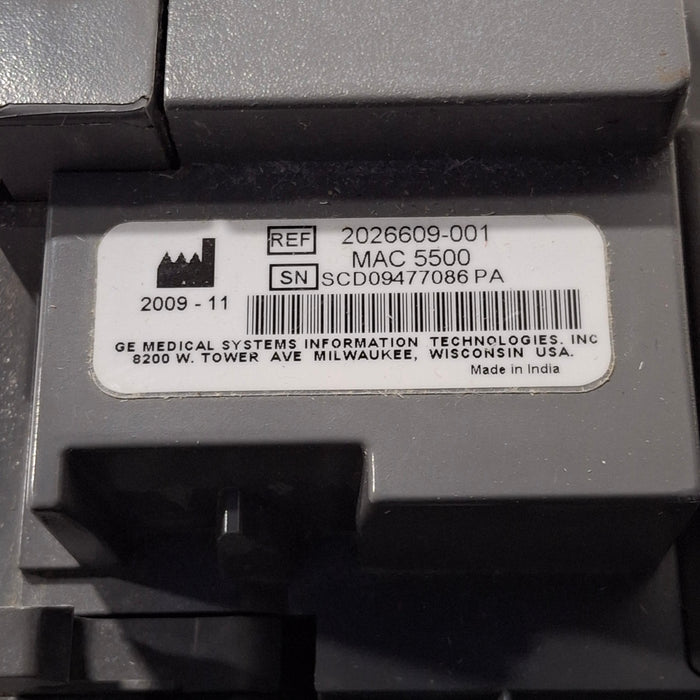 REF 2026609-001
MAC 5500
SN SCD09477086 PA
2009 - 11
GE MEDICAL SYSTEMS INFORMATION TECHNOLOGIES. INC
8200 W. TOWER AVE MILWAUKEE, WISCONSIN USA.
Made in India